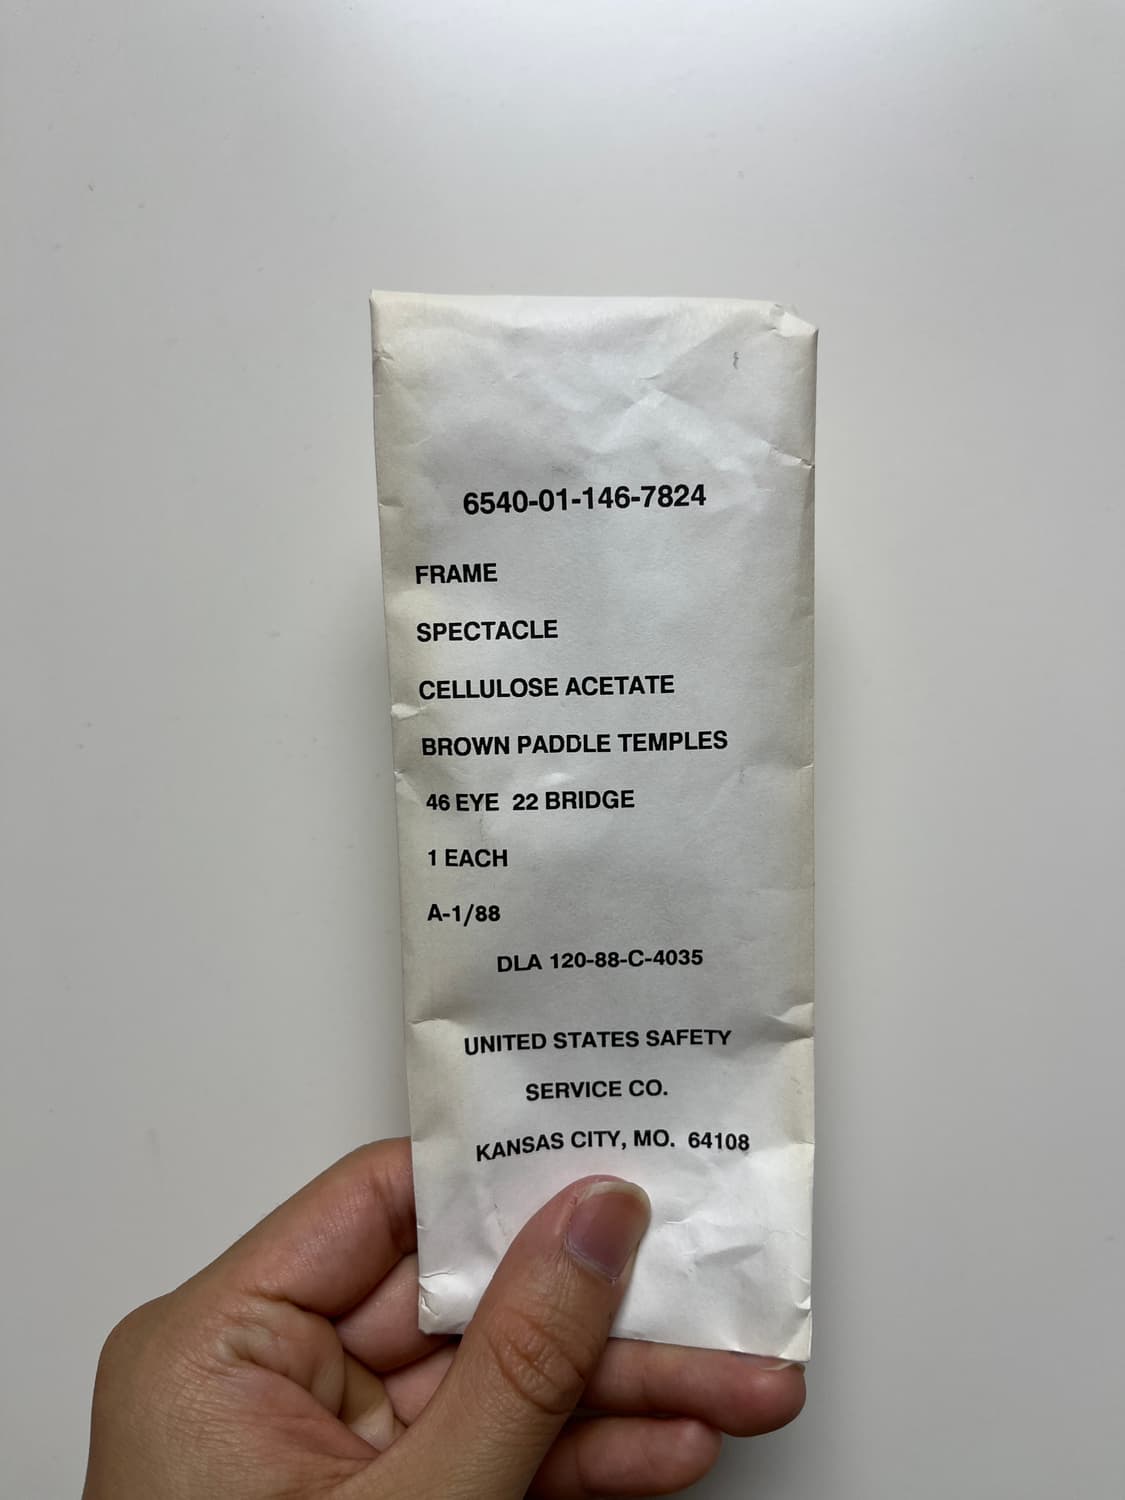 6540-01-146-7824
FRAME
SPECTACLE
CELLULOSE ACETATE
BROWN PADDLE TEMPLES
46 EYE 22 BRIDGE
1 EACH
A-1/88
DLA 120-88-C-4035
UNITED STATES SAFETY
SERVICE CO.
KANSAS CITY, MO. 64108